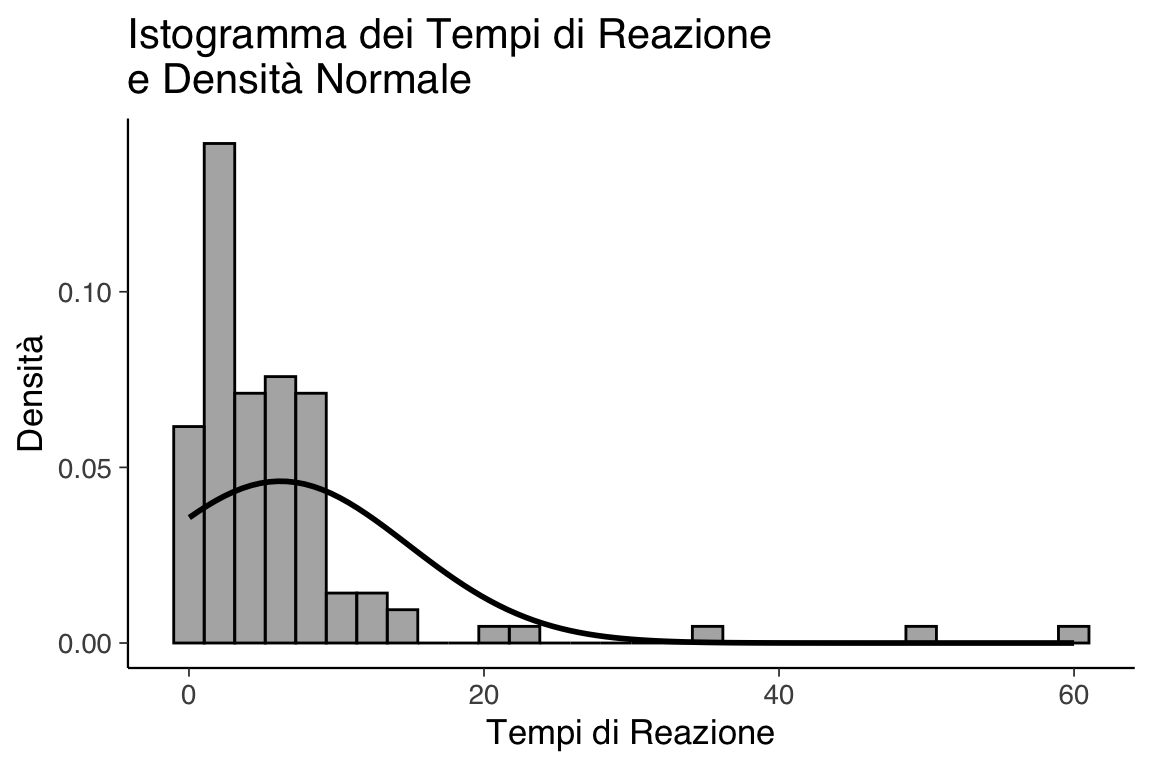 Istogramma dei Tempi di Reazione
e Densità Normale
Densità
0.10
0.05
0.00
0
20
40
60
Tempi di Reazione